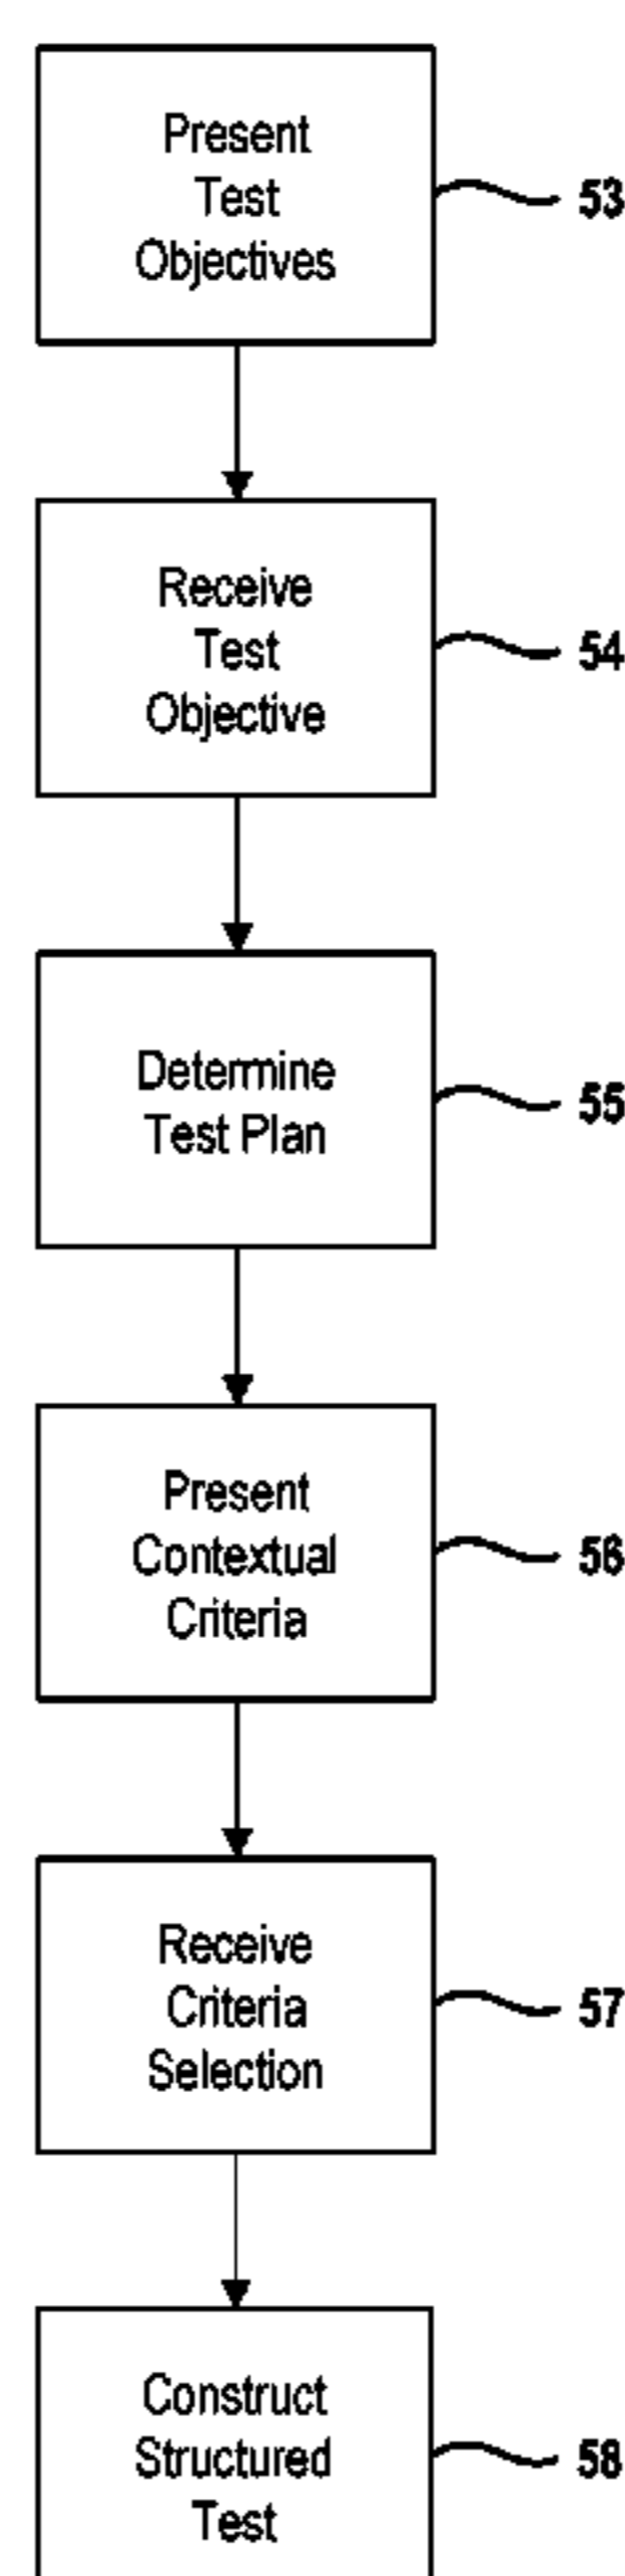 Present
Test
Objectives
53
Receive
Test
Objective
54
Determine
Test Plan
55
Present
Contextual
Criteria
56
Receive
Criteria
Selection
57
Construct
Structured
Test
58